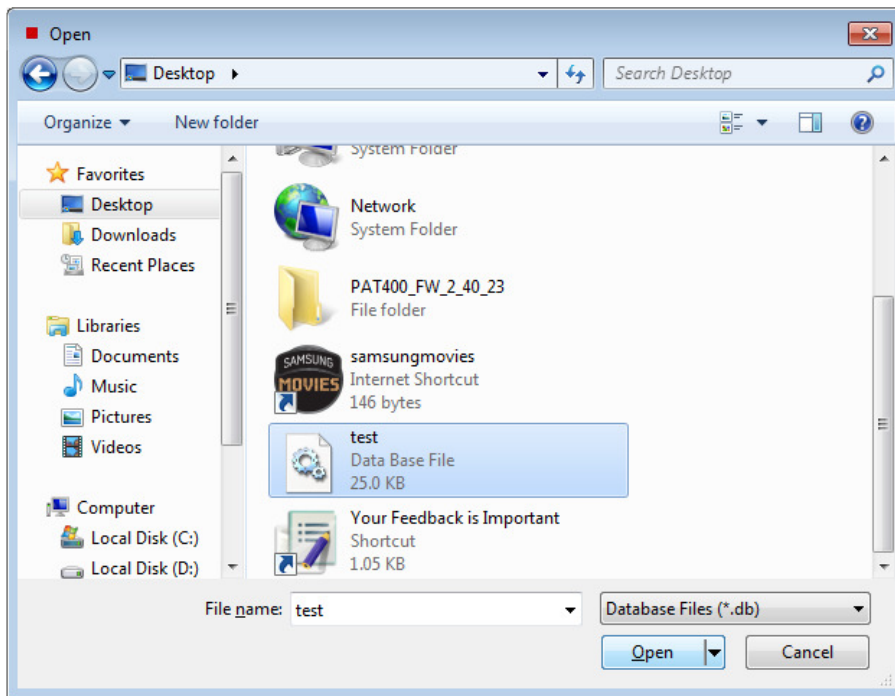 Open
Desktop
Search Desktop
Organize
New folder
Favorites
Desktop
Downloads
Recent Places
Libraries
Documents
Music
Pictures
Videos
Computer
Local Disk (C:)
Local Disk (D:)
System Folder
Network
System Folder
PAT400_FW_2_40_23
File folder
SAMSUNG
MOVIES
samsungmovies
Internet Shortcut
146 bytes
test
Data Base File
25.0 KB
Your Feedback is Important
Shortcut
1.05 KB
File name: test
Database Files (*.db)
Open
Cancel